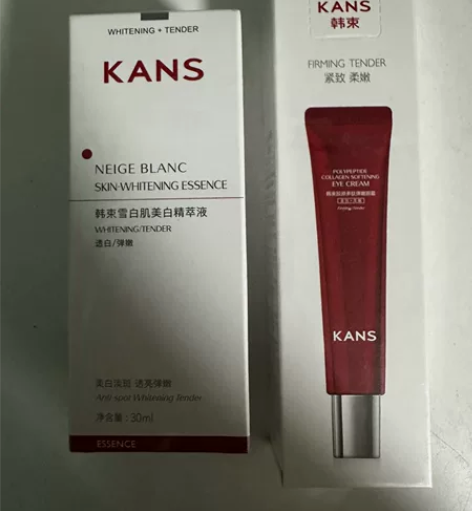 WHITENING + TENDER
KANS
NEIGE BLANC
SKIN-WHITENING ESSENCE
韩束雪白肌美白精萃液
WHITENING/TENDER
透白/弹嫩
美白淡斑 透亮弹嫩
Anti-spot Whitening Tender
净含量：30ml
ESSENCE
KANS
韩束
FIRMING TENDER
紧致 柔嫩
POLYPEPTIDE
COLLAGEN SOFTENING
EYE CREAM
Firming/Tender
KANS